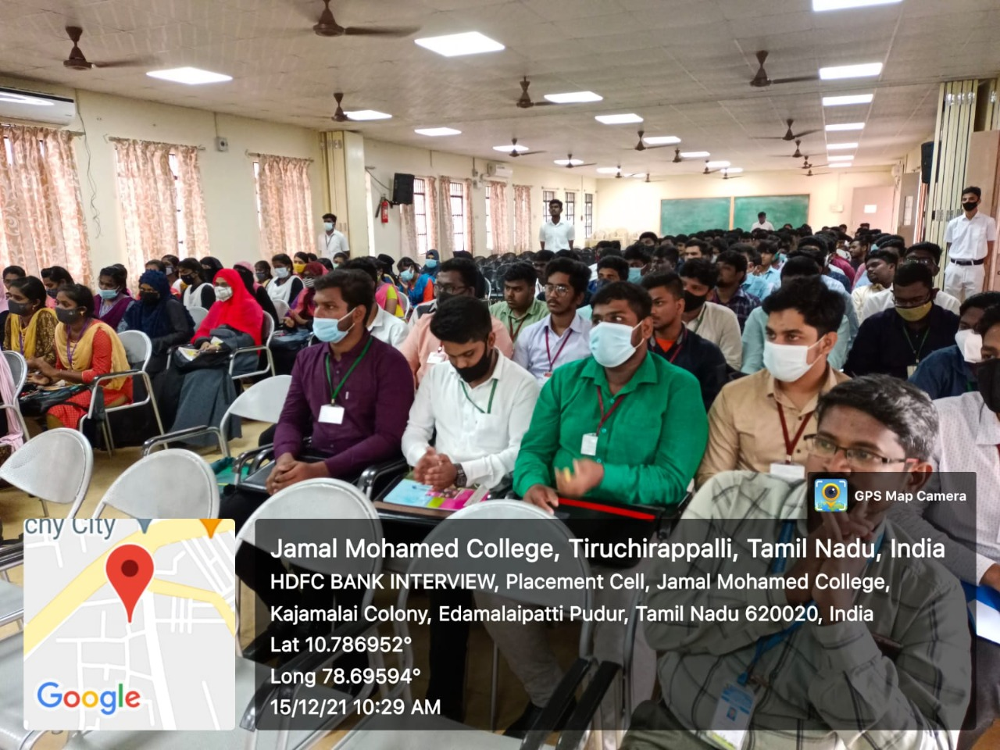 GPS Map Camera
chy City
Google
Jamal Mohamed College, Tiruchirappalli, Tamil Nadu, India
HDFC BANK INTERVIEW, Placement Cell, Jamal Mohamed College,
Kajamalai Colony, Edamalaipatti Pudur, Tamil Nadu 620020, India
Lat 10.786952°
Long 78.69594°
15/12/21 10:29 AM